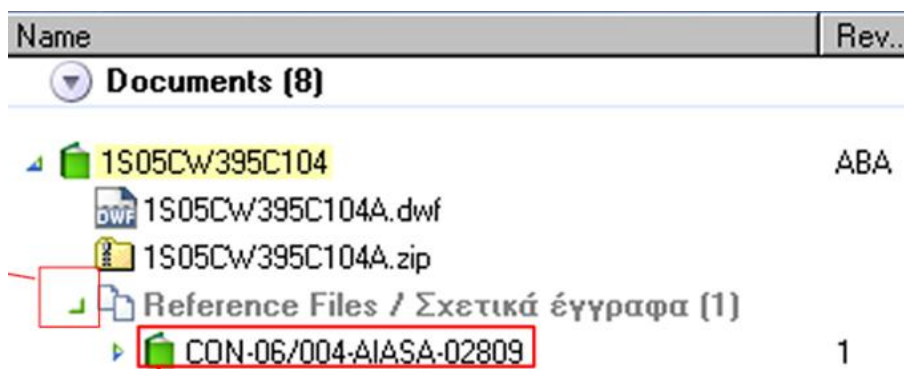 Name Rev..
Documents (8)
1S05CW395C104 ABA
DWF 1S05CW395C104A.dwf
1S05CW395C104A.zip
Reference Files / Σχετικά έγγραφα (1)
CON-06/004-AIASA-02809 1